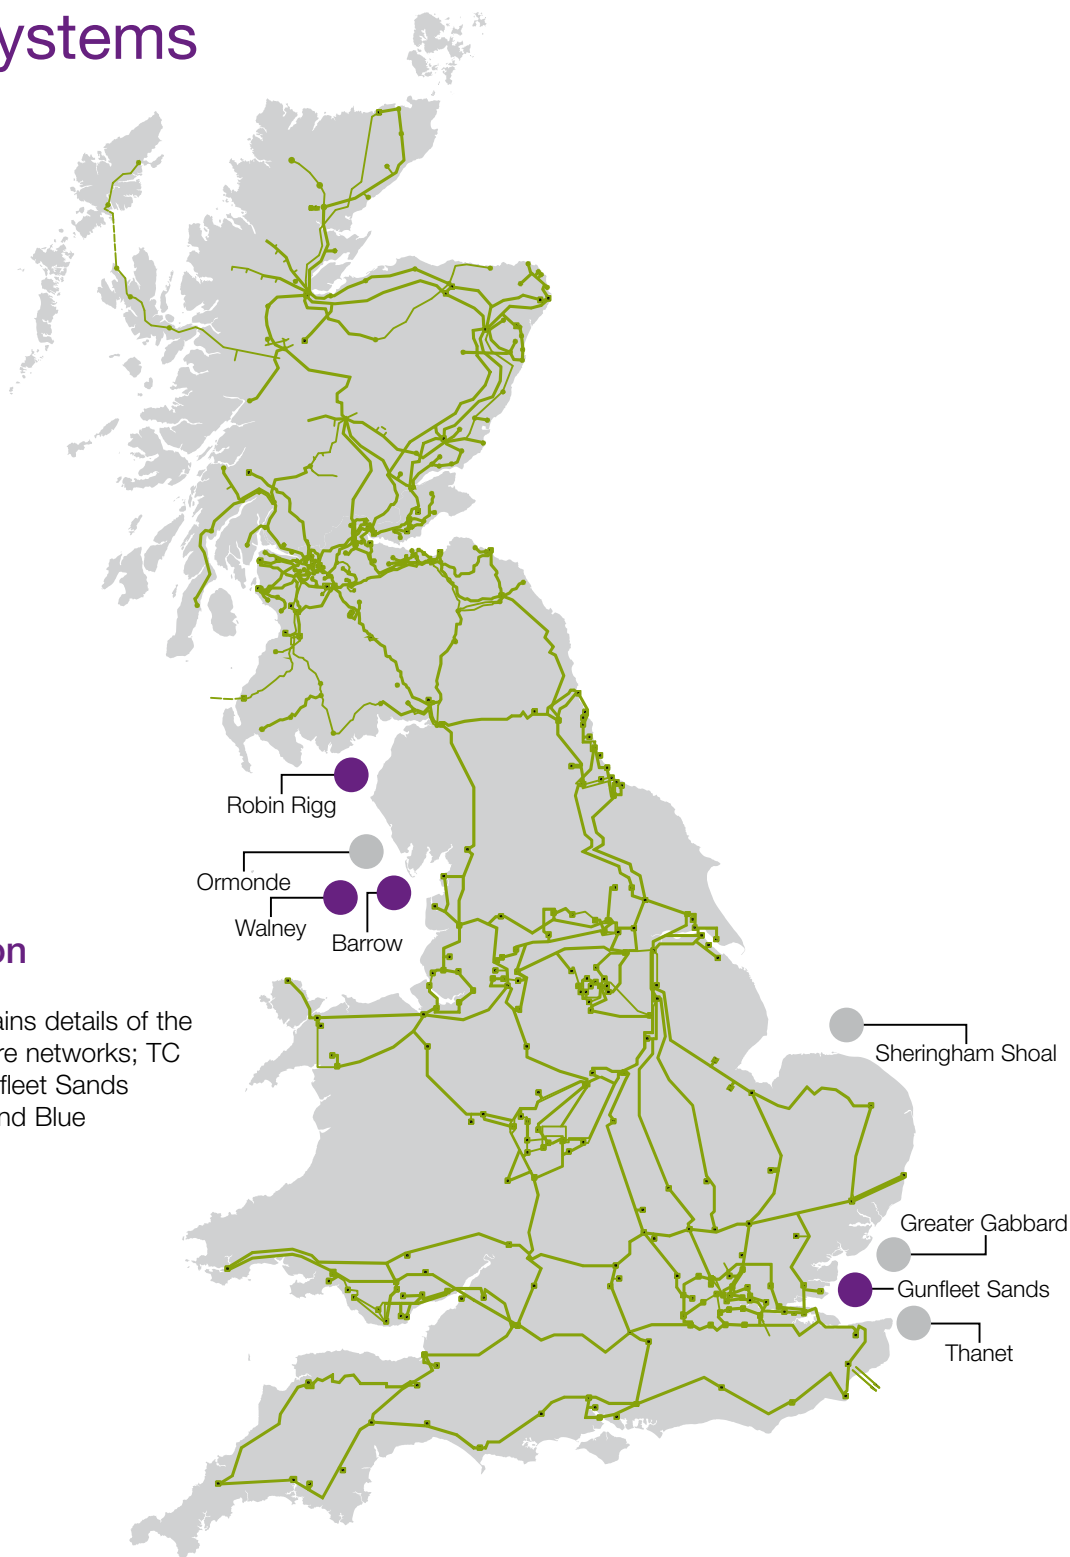 ystems
Robin Rigg
Ormonde
Walney
Barrow
on
ains details of the
re networks; TC
fleet Sands
nd Blue
Sheringham Shoal
Greater Gabbard
Gunfleet Sands
Thanet